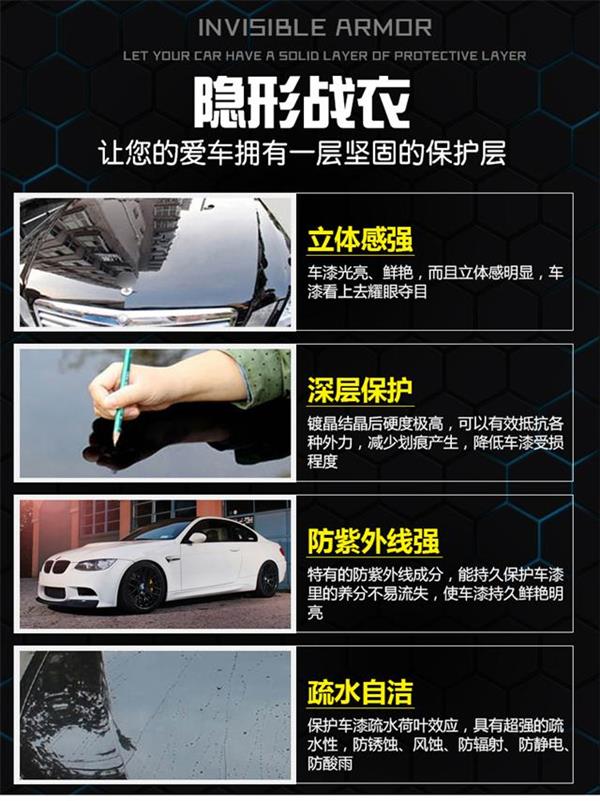 INVISIBLE ARMOR
LET YOUR CAR HAVE A SOLID LAYER OF PROTECTIVE LAYER
隐形战衣
让您的爱车拥有一层坚固的保护层
立体感强
车漆光亮、鲜艳，而且立体感明显，车
漆看上去耀眼夺目
深层保护
镀晶结晶后硬度极高，可以有效抵抗各
种外力，减少划痕产生，降低车漆受损
程度
防紫外线强
特有的防紫外线成分，能持久保护车漆
里的养分不易流失，使车漆持久鲜艳明
亮
疏水自洁
保护车漆疏水荷叶效应，具有超强的疏
水性，防锈蚀、风蚀、防辐射、防静电、
防酸雨